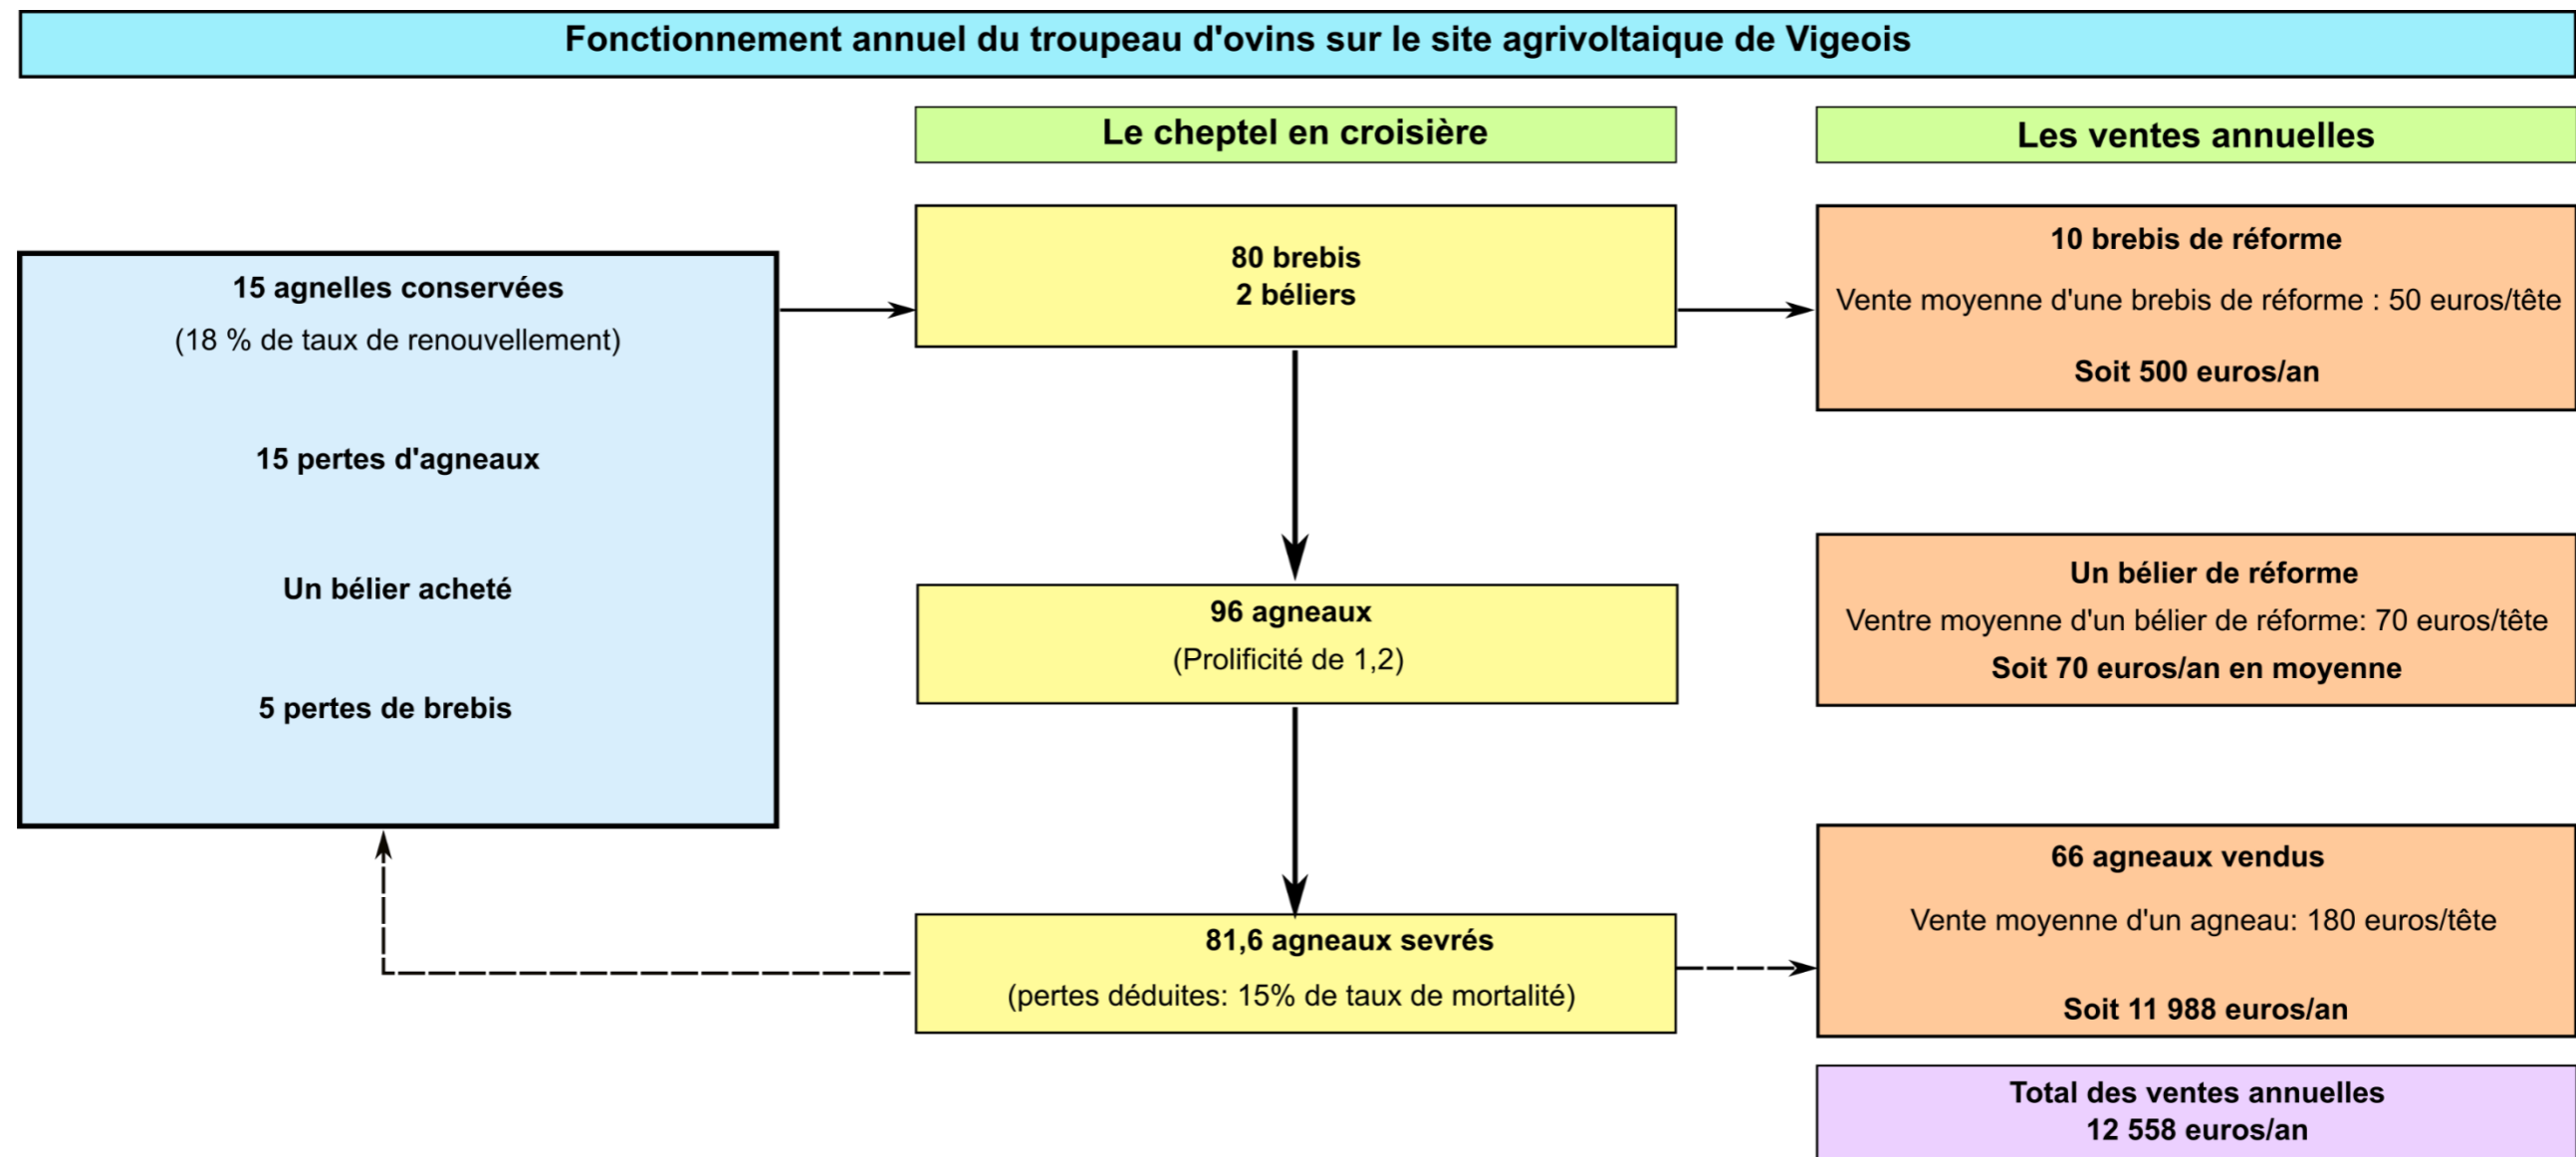 Fonctionnement annuel du troupeau d'ovins sur le site agrivoltaique de Vigeois
Le cheptel en croisière
Les ventes annuelles
15 agnelles conservées
(18 % de taux de renouvellement)
15 pertes d'agneaux
Un bélier acheté
5 pertes de brebis
80 brebis
2 béliers
96 agneaux
(Prolificité de 1,2)
81,6 agneaux sevrés
(pertes déduites: 15% de taux de mortalité)
10 brebis de réforme
Vente moyenne d'une brebis de réforme : 50 euros/tête
Soit 500 euros/an
Un bélier de réforme
Ventre moyenne d'un bélier de réforme: 70 euros/tête
Soit 70 euros/an en moyenne
66 agneaux vendus
Vente moyenne d'un agneau: 180 euros/tête
Soit 11 988 euros/an
Total des ventes annuelles
12 558 euros/an